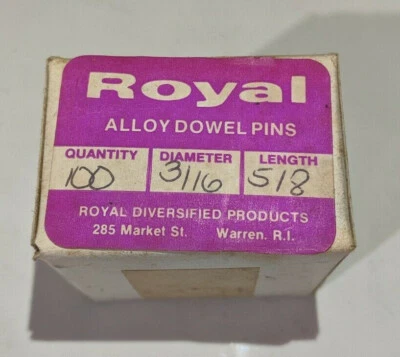 Royal
ALLOY DOWEL PINS
QUANTITY DIAMETER LENGTH
100 3/16 5/8
ROYAL DIVERSIFIED PRODUCTS
285 Market St. Warren. R.I.